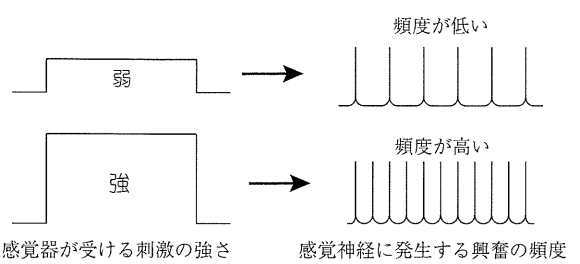 頻度が低い
弱
頻度が高い
強
感覚器が受ける刺激の強さ
感覚神経に発生する興奮の頻度